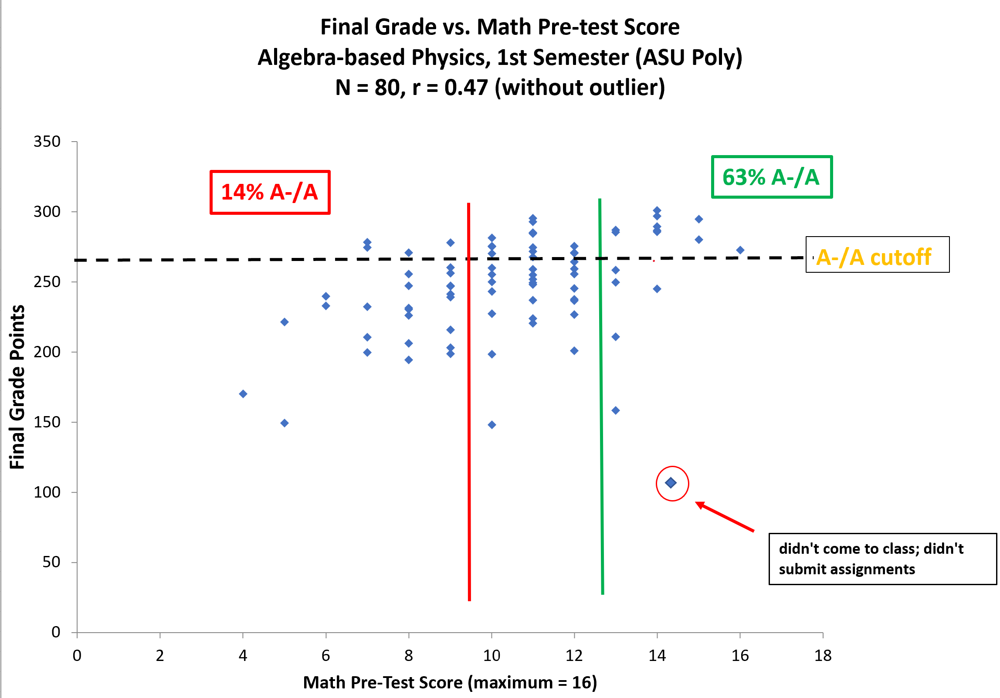 Final Grade vs. Math Pre-test Score
Algebra-based Physics, 1st Semester (ASU Poly)
N = 80, r = 0.47 (without outlier)
350
300
250
200
150
100
50
0
Final Grade Points
14% A-/A
63% A-/A
A-/A cutoff
didn't come to class; didn't
submit assignments
0 2 4 6 8 10 12 14 16 18
Math Pre-Test Score (maximum = 16)